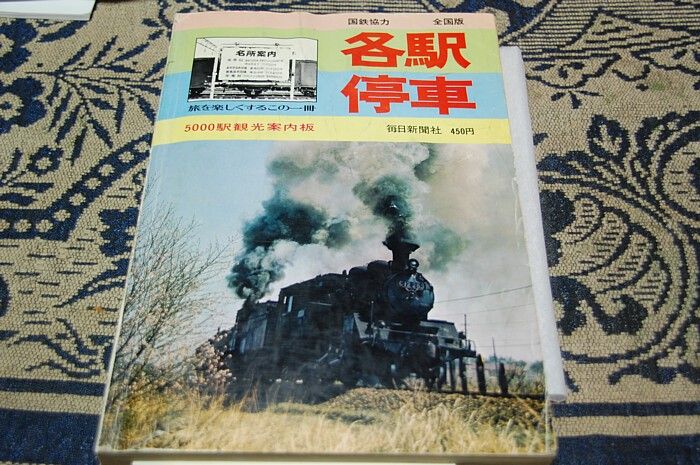 国鉄協力 全国版
各駅
停車
名所案内
旅を楽しくするこの一冊
5000駅観光案内板
毎日新聞社 450円